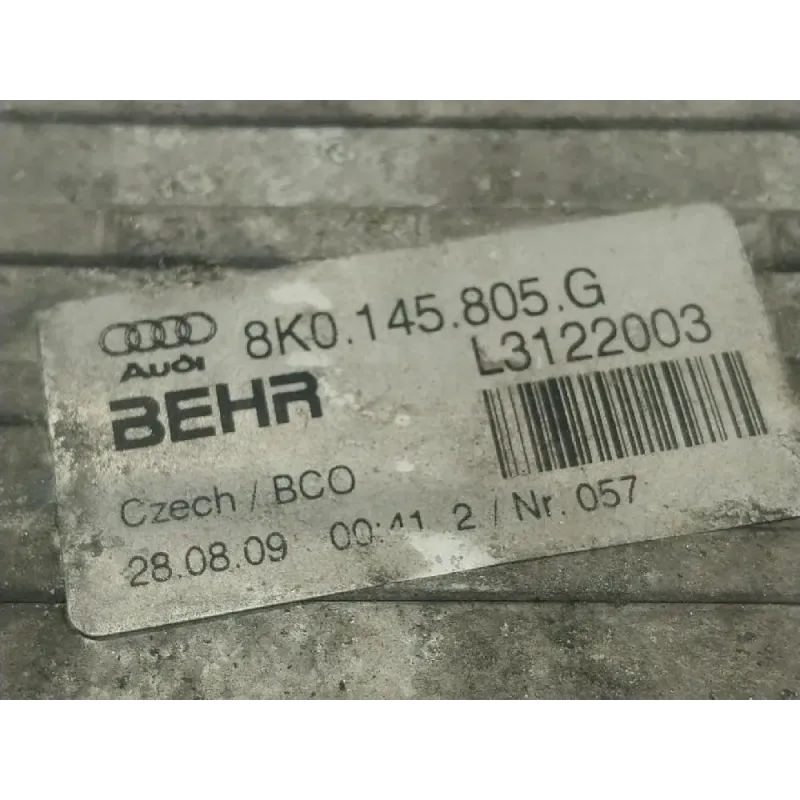 8K0.145.805.G
L3122003
Audi
BEHR
Czech / BCO
28.08.09 00:41 2 / Nr. 057